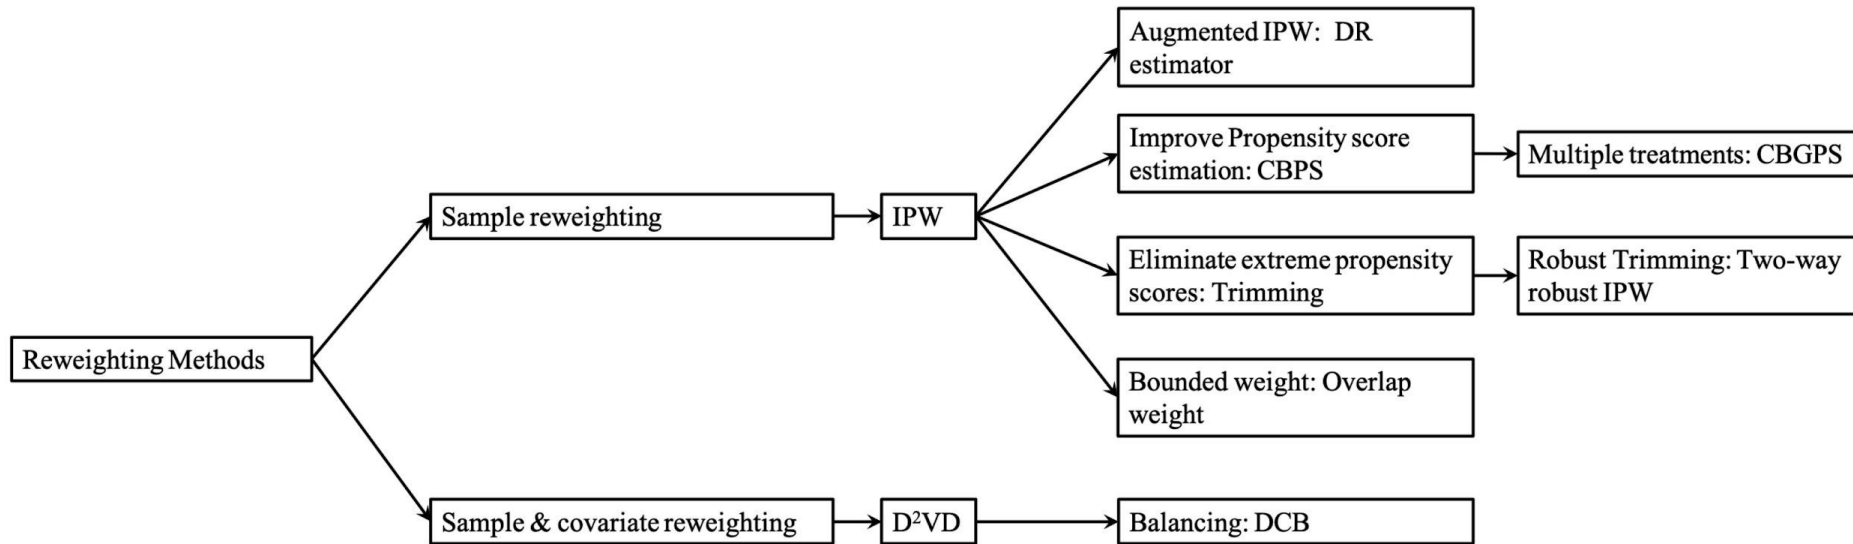 Augmented IPW: DR
estimator
Improve Propensity score
estimation: CBPS
Multiple treatments: CBGPS
Sample reweighting
IPW
Eliminate extreme propensity
scores: Trimming
Robust Trimming: Two-way
robust IPW
Reweighting Methods
Bounded weight: Overlap
weight
Sample & covariate reweighting
D²VD
Balancing: DCB